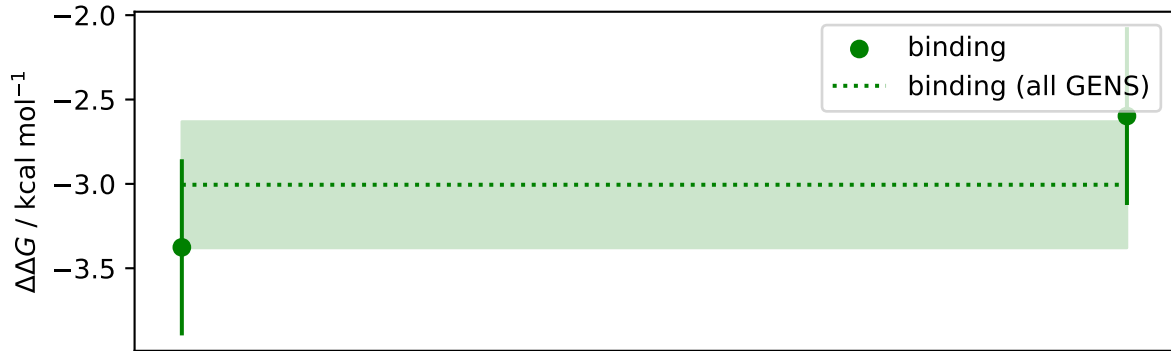 −2.0
−2.5
−3.0
−3.5
ΔΔG / kcal mol⁻¹
binding
binding (all GENS)